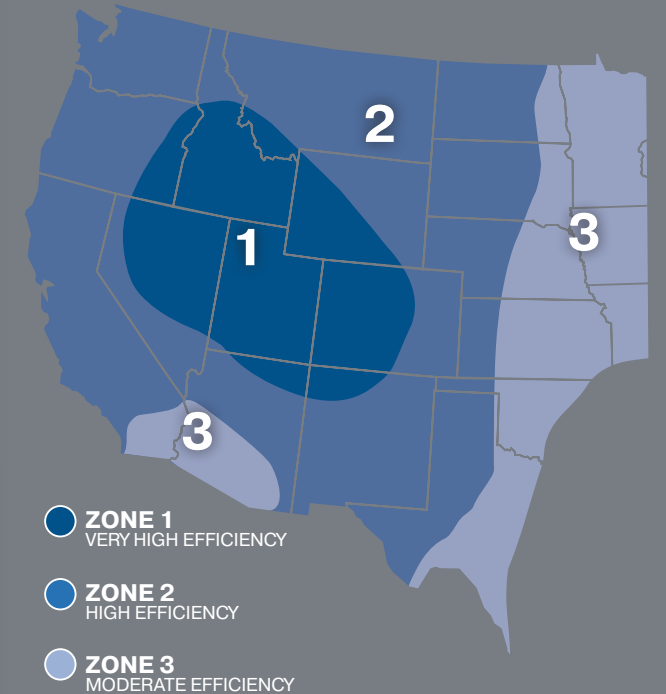 2
3
1
3
ZONE 1
VERY HIGH EFFICIENCY
ZONE 2
HIGH EFFICIENCY
ZONE 3
MODERATE EFFICIENCY